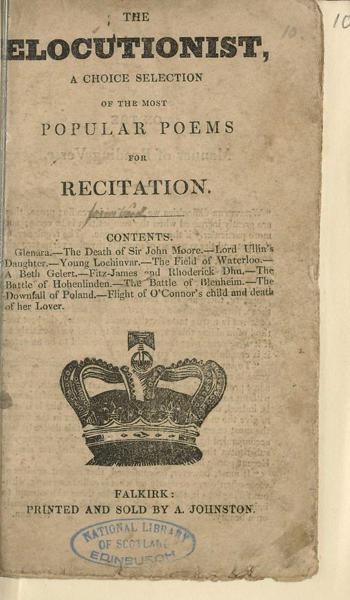 THE
ELOCUTIONIST,
A CHOICE SELECTION
OF THE MOST
POPULAR POEMS
FOR
RECITATION.
CONTENTS.
Glenara.—The Death of Sir John Moore.—Lord Ullin's
Daughter.—Young Lochinvar.—The Field of Waterloo.—
A Beth Gelert.—Fitz-James and Rhoderick Dhu.—The
Battle of Hohenlinden.—The Battle of Blenheim.—The
Downfall of Poland.—Flight of O'Connor's child and death
of her Lover.
FALKIRK:
PRINTED AND SOLD BY A. JOHNSTON.
NATIONAL LIBRARY
OF SCOTLAND
EDINBURGH
10.
10